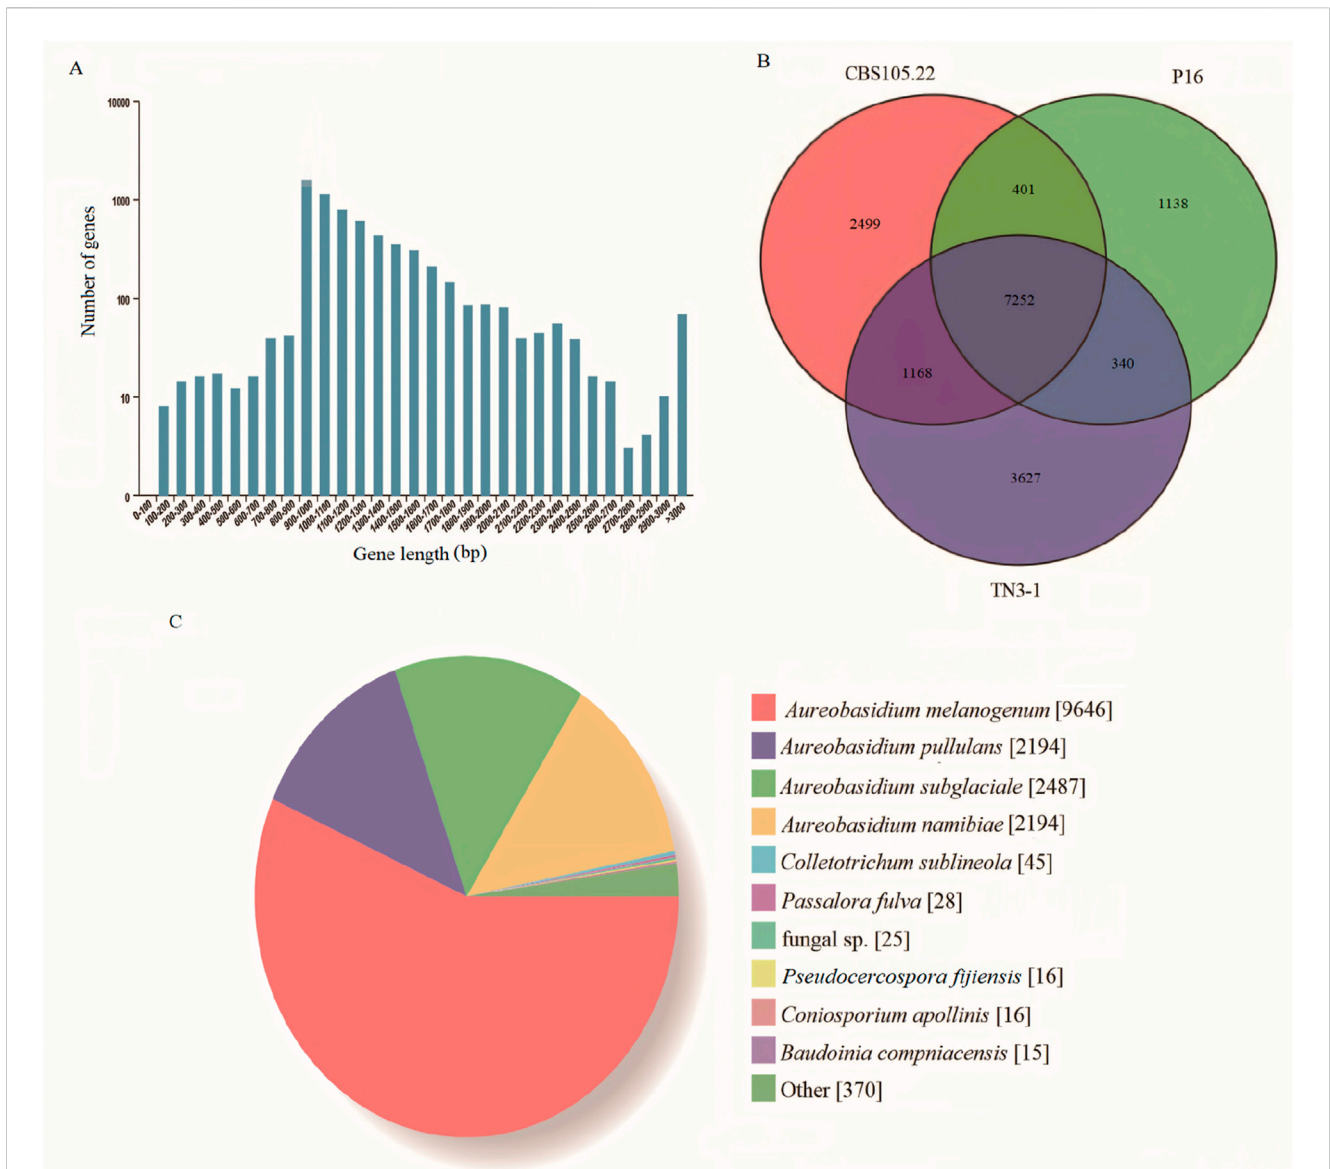 A
10000
1000
100
10
0
Number of genes
0-100
100-200
200-300
300-400
400-500
500-600
600-700
700-800
800-900
900-1000
1000-1100
1100-1200
1200-1300
1300-1400
1400-1500
1500-1600
1600-1700
1700-1800
1800-1900
1900-2000
2000-2100
2100-2200
2200-2300
2300-2400
2400-2500
2500-2600
2600-2700
2700-2800
2800-2900
2900-3000
>3000
Gene length (bp)
B
CBS105.22
P16
401
1138
2499
7252
340
1168
3627
TN3-1
C
Aureobasidium melanogenum [9646]
Aureobasidium pullulans [2194]
Aureobasidium subglaciale [2487]
Aureobasidium namibiae [2194]
Colletotrichum sublineola [45]
Passalora fulva [28]
fungal sp. [25]
Pseudocercospora fijiensis [16]
Coniosporium apollinis [16]
Baudoinia compniacensis [15]
Other [370]